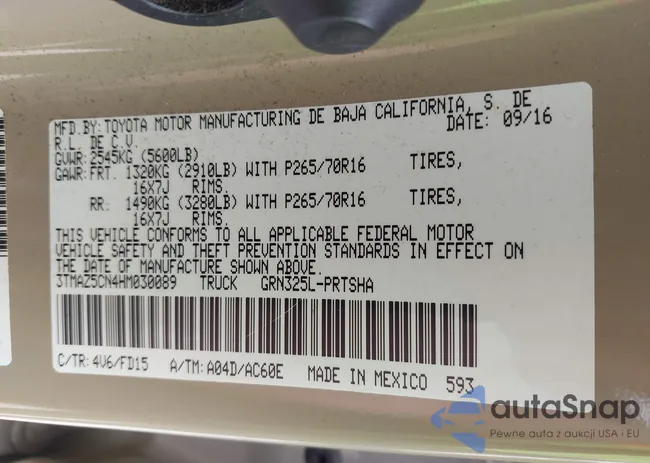 MFD.BY:TOYOTA MOTOR MANUFACTURING DE BAJA CALIFORNIA, S. DE
R.L. DE C.V. DATE: 09/16
GVWR:2545KG (5600LB)
GAWR:FRT. 1320KG (2910LB) WITH P265/70R16 TIRES,
16X7J RIMS.
RR: 1490KG (3280LB) WITH P265/70R16 TIRES,
16X7J RIMS.
THIS VEHICLE CONFORMS TO ALL APPLICABLE FEDERAL MOTOR
VEHICLE SAFETY AND THEFT PREVENTION STANDARDS IN EFFECT ON
THE DATE OF MANUFACTURE SHOWN ABOVE.
3TMAZ5CN4HM030089 TRUCK GRN325L-PRTSHA
C/TR: 4V6/FD15 A/TM: A04D/AC60E MADE IN MEXICO 593
autaSnap
Pewne auta z aukcji USA i EU